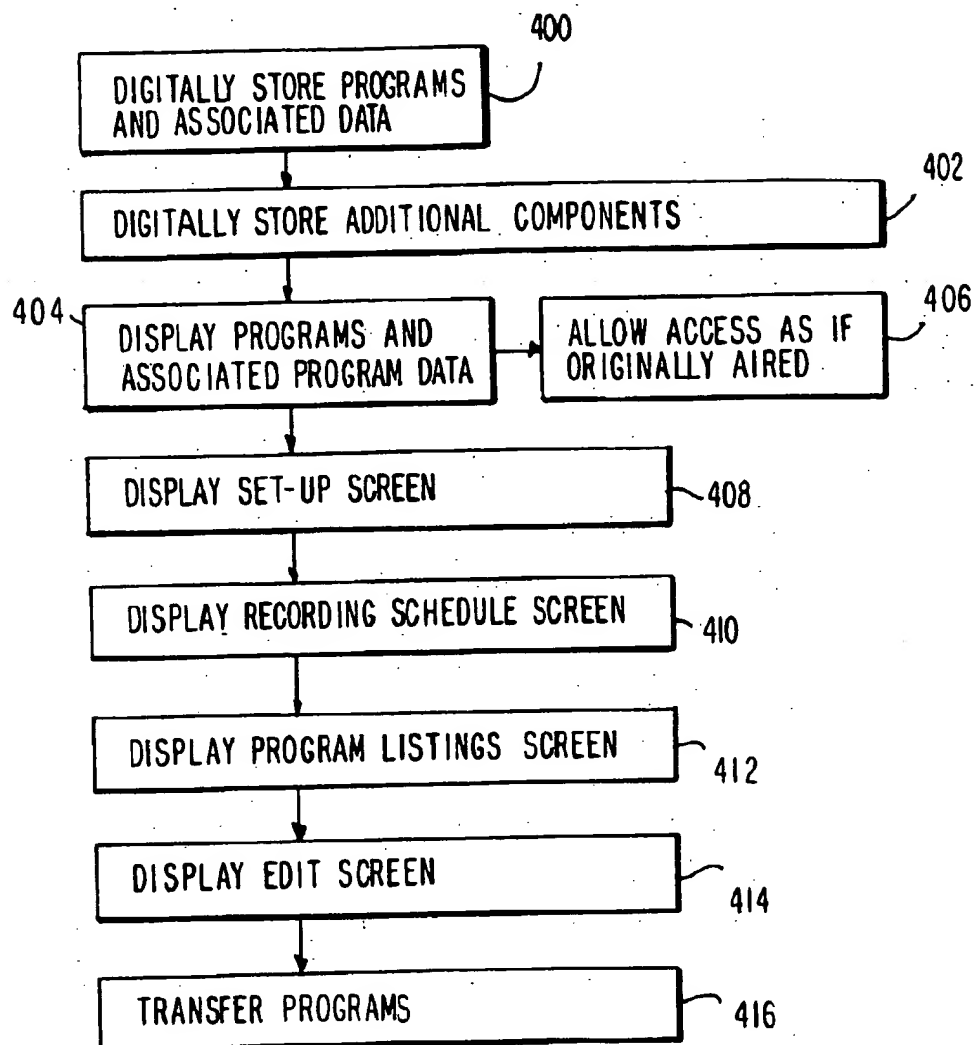 400
DIGITALLY STORE PROGRAMS
AND ASSOCIATED DATA
402
DIGITALLY STORE ADDITIONAL COMPONENTS
404
DISPLAY PROGRAMS AND
ASSOCIATED PROGRAM DATA
406
ALLOW ACCESS AS IF
ORIGINALLY AIRED
DISPLAY SET-UP SCREEN
408
DISPLAY RECORDING SCHEDULE SCREEN
410
DISPLAY PROGRAM LISTINGS SCREEN
412
DISPLAY EDIT SCREEN
414
TRANSFER PROGRAMS
416